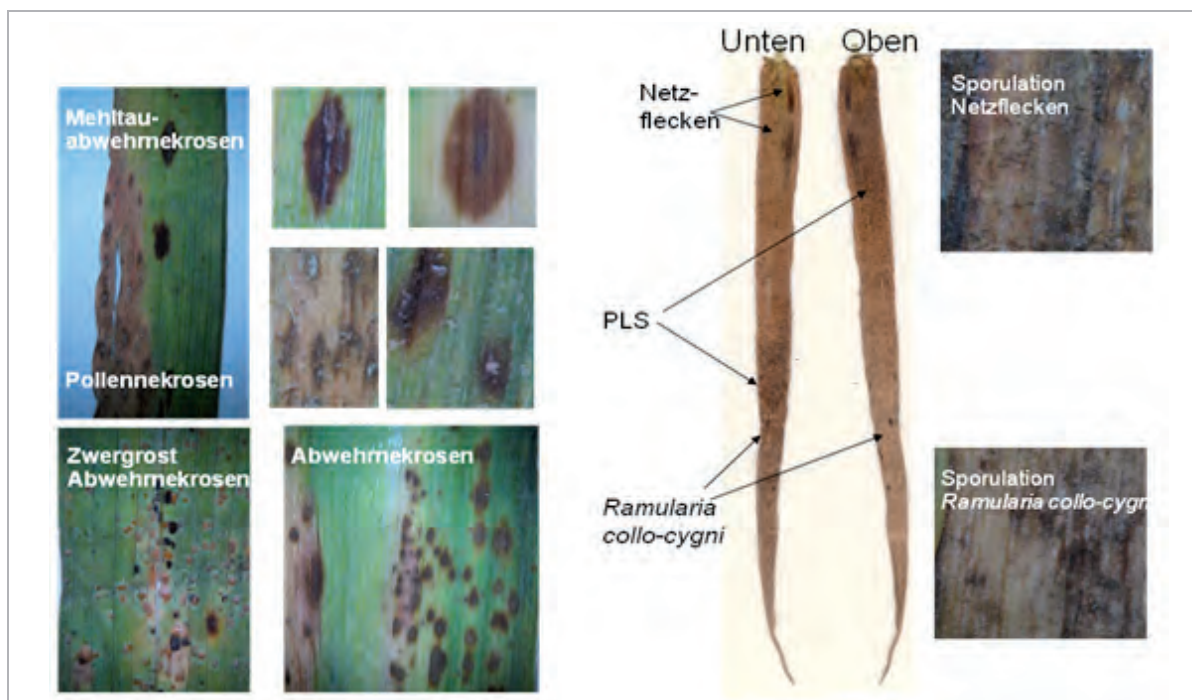 Mehltau-
abwehrnekrosen
Pollennekrosen
Zwergrost
Abwehrnekrosen
Abwehrnekrosen
Unten Oben
Netz-
flecken
PLS
Ramularia
collo-cygni
Sporulation
Netzflecken
Sporulation
Ramularia collo-cygni